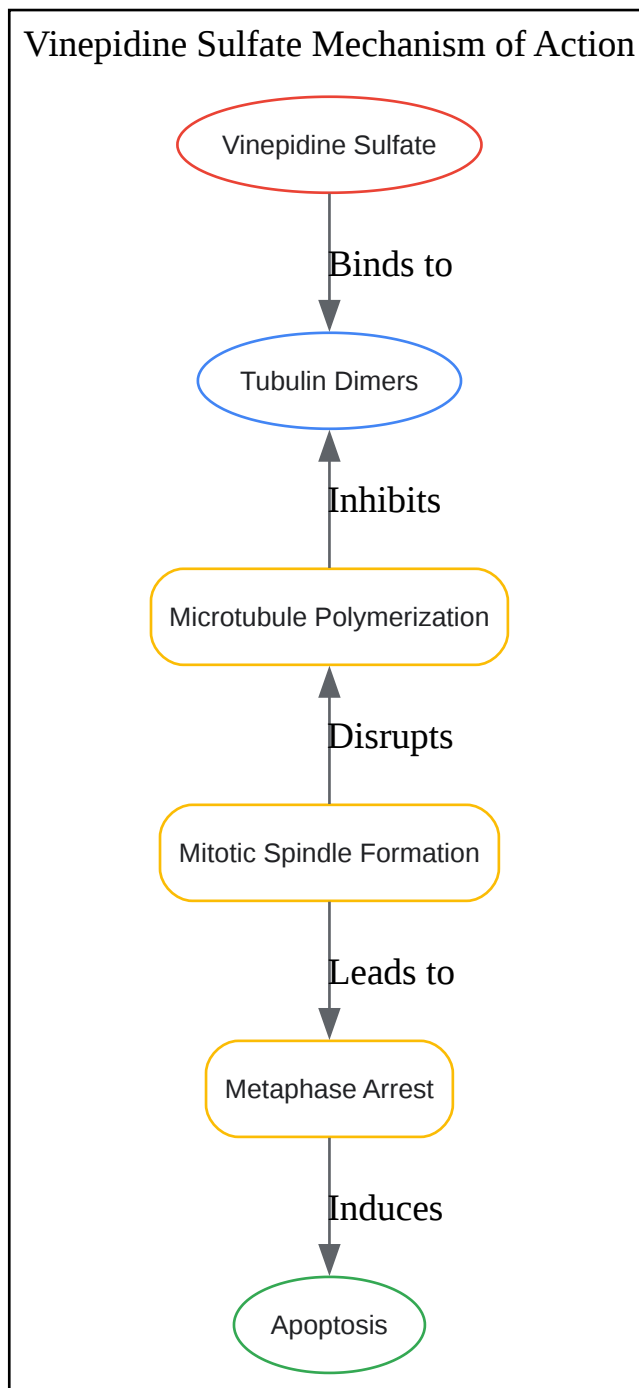 Vinepidine Sulfate Mechanism of Action
Vinepidine Sulfate
Binds to
Tubulin Dimers
Inhibits
Microtubule Polymerization
Disrupts
Mitotic Spindle Formation
Leads to
Metaphase Arrest
Induces
Apoptosis